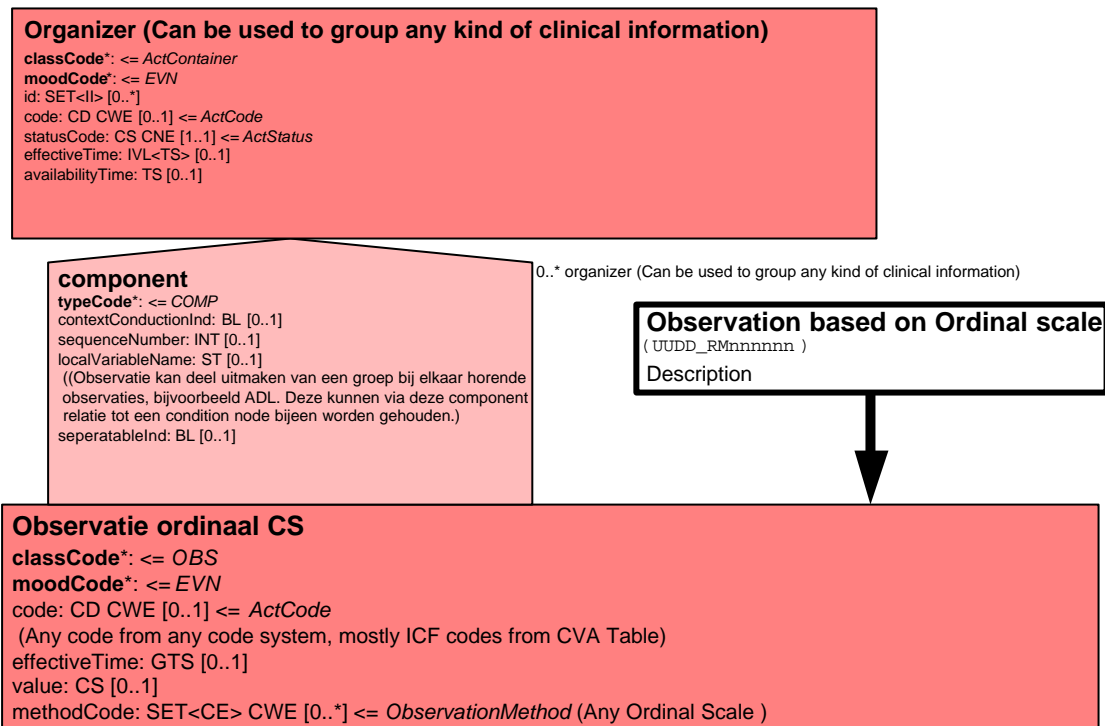 Organizer (Can be used to group any kind of clinical information)
classCode*: <= ActContainer
moodCode*: <= EVN
id: SET<II> [0..*]
code: CD CWE [0..1] <= ActCode
statusCode: CS CNE [1..1] <= ActStatus
effectiveTime: IVL<TS> [0..1]
availabilityTime: TS [0..1]
component
typeCode*: <= COMP
contextConductionInd: BL [0..1]
sequenceNumber: INT [0..1]
localVariableName: ST [0..1]
((Observatie kan deel uitmaken van een groep bij elkaar horende
observaties, bijvoorbeeld ADL. Deze kunnen via deze component
relatie tot een condition node bijeen worden gehouden.)
seperatableInd: BL [0..1]
0..* organizer (Can be used to group any kind of clinical information)
Observation based on Ordinal scale
( UUDD_RMnnnnnn )
Description
Observatie ordinaal CS
classCode*: <= OBS
moodCode*: <= EVN
code: CD CWE [0..1] <= ActCode
(Any code from any code system, mostly ICF codes from CVA Table)
effectiveTime: GTS [0..1]
value: CS [0..1]
methodCode: SET<CE> CWE [0..*] <= ObservationMethod (Any Ordinal Scale )